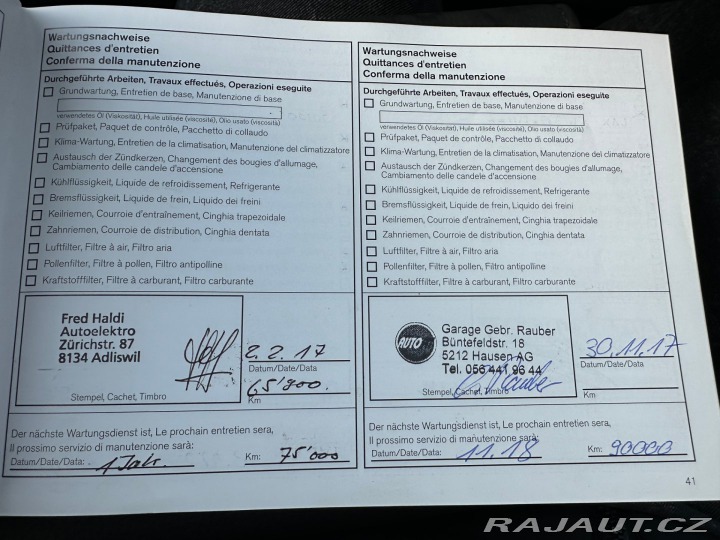 Wartungsnachweise
Quittances d'entretien
Conferma della manutenzione
Durchgeführte Arbeiten, Travaux effectués, Operazioni eseguite
Grundwartung, Entretien de base, Manutenzione di base
verwendetes Öl (Viskosität), Huile utilisée (viscosité), Olio usato (viscosità)
Prüfpaket, Paquet de contrôle, Pacchetto di collaudo
Klima-Wartung, Entretien de la climatisation, Manutenzione del climatizzatore
Austausch der Zündkerzen, Changement des bougies d'allumage,
Cambiamento delle candele d'accensione
Kühlflüssigkeit, Liquide de refroidissement, Refrigerante
Bremsflüssigkeit, Liquide de frein, Liquido dei freini
Keilriemen, Courroie d'entraînement, Cinghia trapezoidale
Zahnriemen, Courroie de distribution, Cinghia dentata
Luftfilter, Filtre à air, Filtro aria
Pollenfilter, Filtre à pollen, Filtro antipolline
Kraftstofffilter, Filtre à carburant, Filtro carburante
Fred Haldi
Autoelektro
Zürichstr. 87
8134 Adliswil
Stempel, Cachet, Timbro
2.2.17
Datum/Date/Data
65'900.
Km
Der nächste Wartungsdienst ist, Le prochain entretien sera,
Il prossimo servizio di manutenzione sarà:
Datum/Date/Data: 1 Jahr. Km: 75'000
Wartungsnachweise
Quittances d'entretien
Conferma della manutenzione
Durchgeführte Arbeiten, Travaux effectués, Operazioni eseguite
Grundwartung, Entretien de base, Manutenzione di base
verwendetes Öl (Viskosität), Huile utilisée (viscosité), Olio usato (viscosità)
Prüfpaket, Paquet de contrôle, Pacchetto di collaudo
Klima-Wartung, Entretien de la climatisation, Manutenzione del climatizzatore
Austausch der Zündkerzen, Changement des bougies d'allumage,
Cambiamento delle candele d'accensione
Kühlflüssigkeit, Liquide de refroidissement, Refrigerante
Bremsflüssigkeit, Liquide de frein, Liquido dei freini
Keilriemen, Courroie d'entraînement, Cinghia trapezoidale
Zahnriemen, Courroie de distribution, Cinghia dentata
Luftfilter, Filtre à air, Filtro aria
Pollenfilter, Filtre à pollen, Filtro antipolline
Kraftstofffilter, Filtre à carburant, Filtro carburante
AUTO
Garage Gebr. Rauber
Büntefeldstr. 18
5212 Hausen AG
Tel. 056 441 96 44
Stempel, Cachet, Timbro
30.11.17
Datum/Date/Data
Km
Der nächste Wartungsdienst ist, Le prochain entretien sera,
Il prossimo servizio di manutenzione sarà:
Datum/Date/Data: 11.18 Km: 90000
41
RAJAUT.CZ